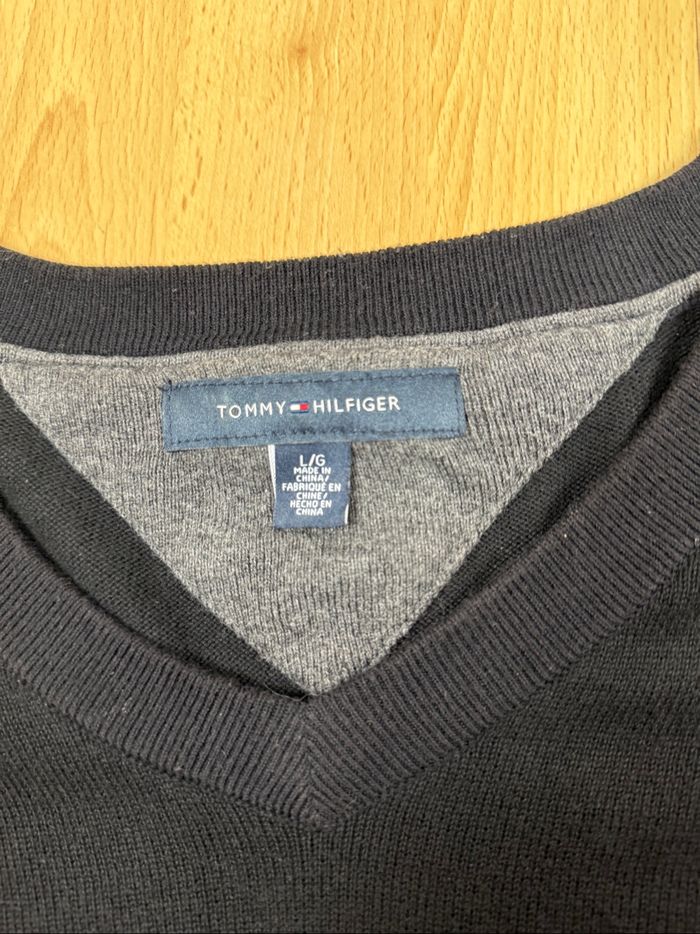 TOMMY HILFIGER
L/G
MADE IN
CHINA/
FABRIQUÉ EN
CHINE/
HECHO EN
CHINA